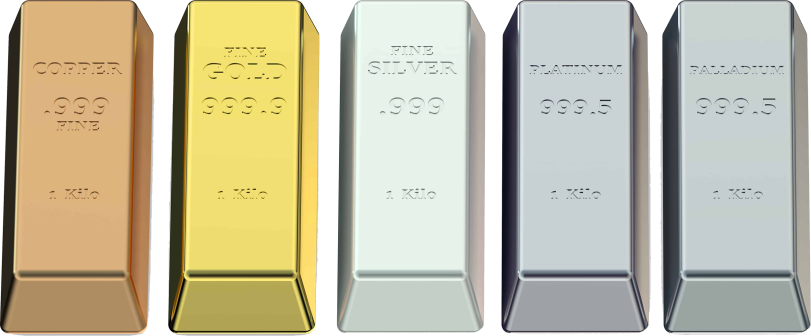 COPPER
.999
FINE
1 Kilo
FINE
GOLD
999.9
1 Kilo
FINE
SILVER
.999
1 Kilo
PLATINUM
999.5
1 Kilo
PALLADIUM
999.5
1 Kilo